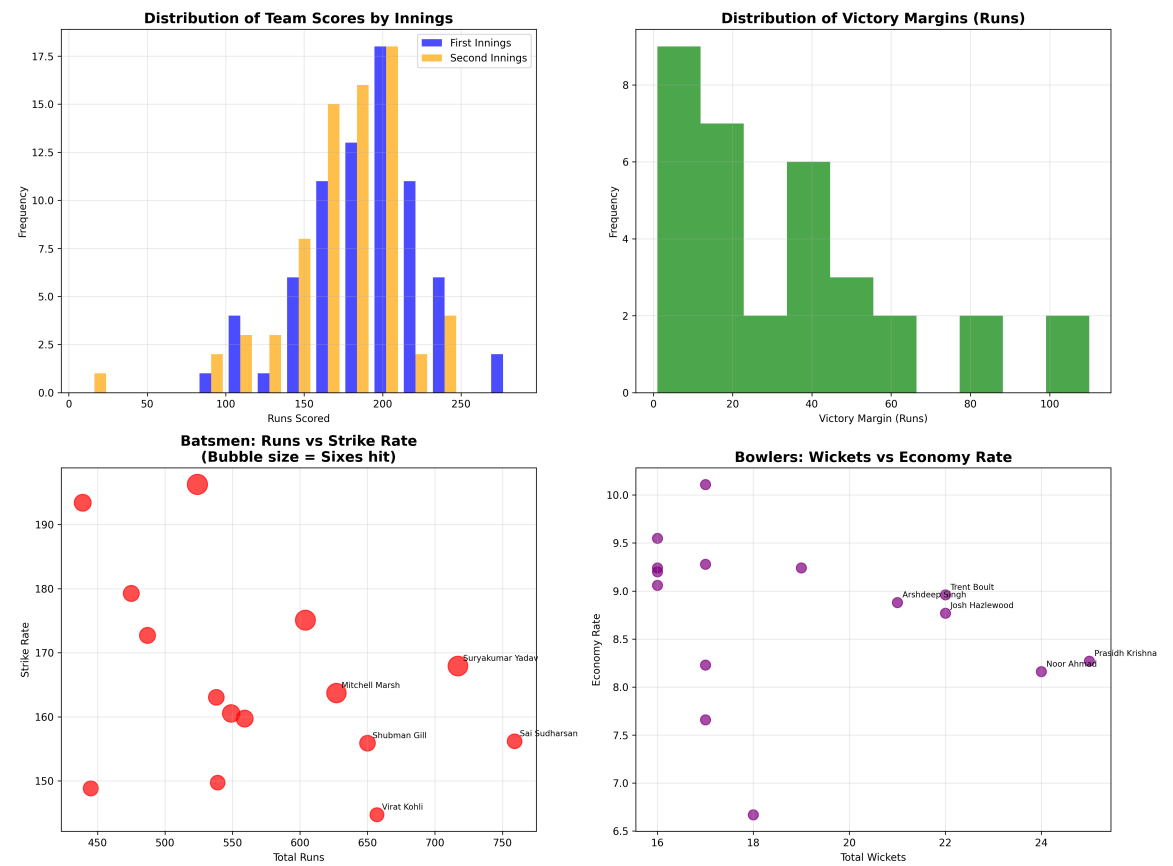 Distribution of Team Scores by Innings
First Innings
Second Innings
17.5
15.0
12.5
10.0
7.5
5.0
2.5
0.0
Frequency
0 50 100 150 200 250
Runs Scored
Distribution of Victory Margins (Runs)
8
6
4
2
0
Frequency
0 20 40 60 80 100
Victory Margin (Runs)
Batsmen: Runs vs Strike Rate
(Bubble size = Sixes hit)
190
180
170
160
150
Strike Rate
Suryakumar Yadav
Mitchell Marsh
Shubman Gill
Sai Sudharsan
Virat Kohli
450 500 550 600 650 700 750
Total Runs
Bowlers: Wickets vs Economy Rate
10.0
9.5
9.0
8.5
8.0
7.5
7.0
6.5
Economy Rate
Trent Boult
Arshdeep Singh
Josh Hazlewood
Prasidh Krishna
Noor Ahmad
16 18 20 22 24
Total Wickets